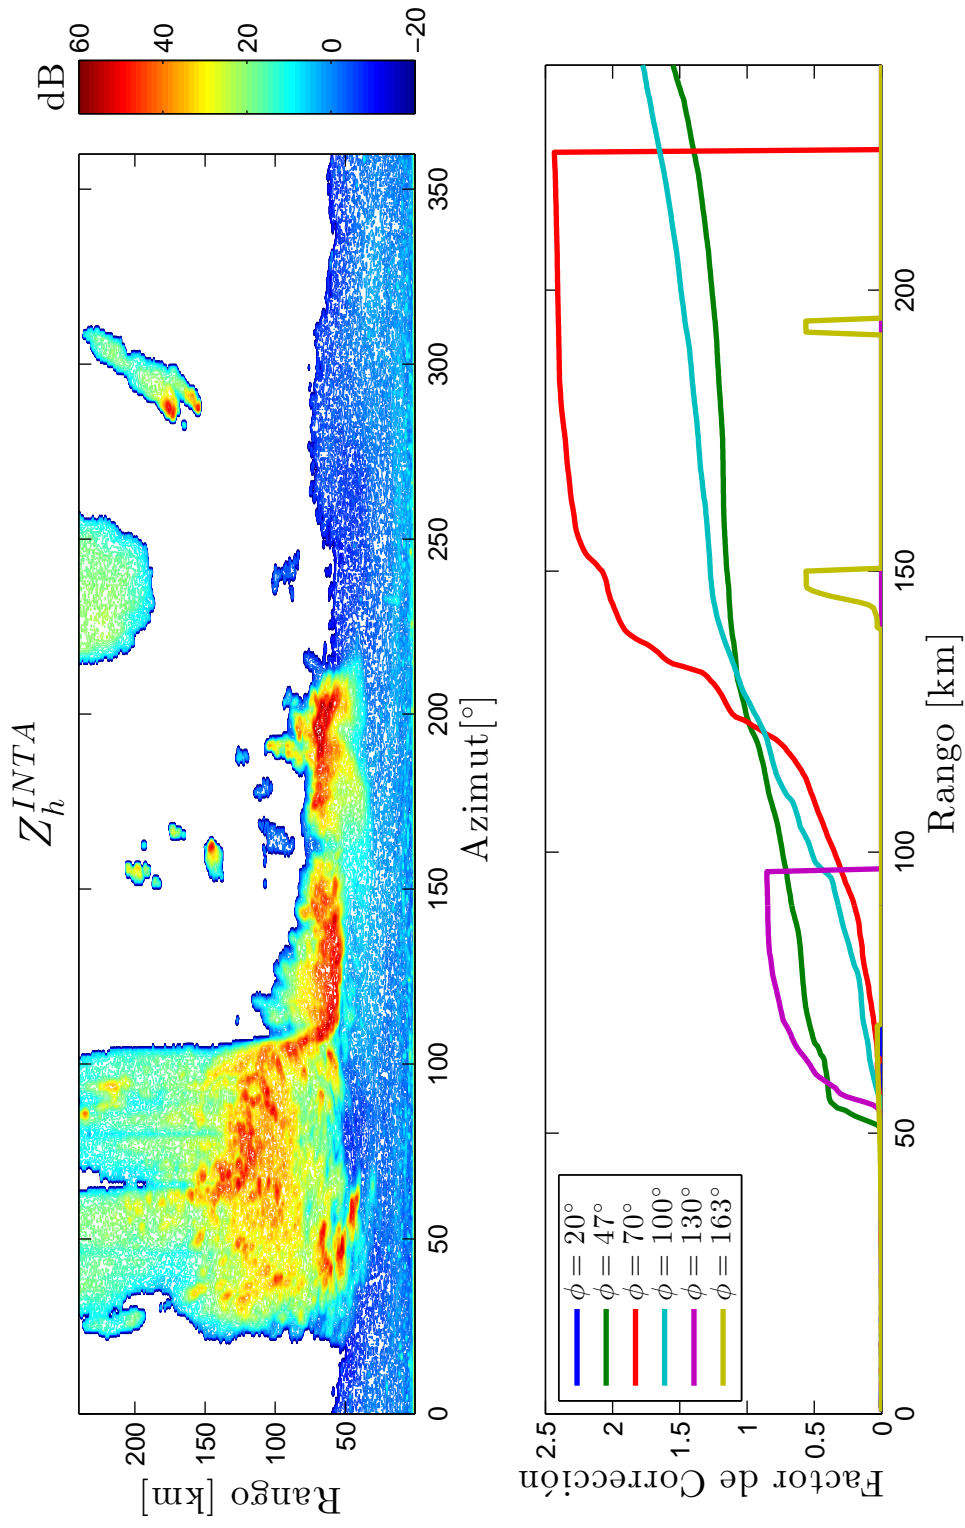 Z_h^{INTA}
dB
60
40
20
0
−20
Rango [km]
200
150
100
50
0
50
100
150
200
250
300
350
Azimut[°]
Factor de Corrección
2.5
2
1.5
1
0.5
0
0
50
100
150
200
Rango [km]
ϕ = 20°
ϕ = 47°
ϕ = 70°
ϕ = 100°
ϕ = 130°
ϕ = 163°